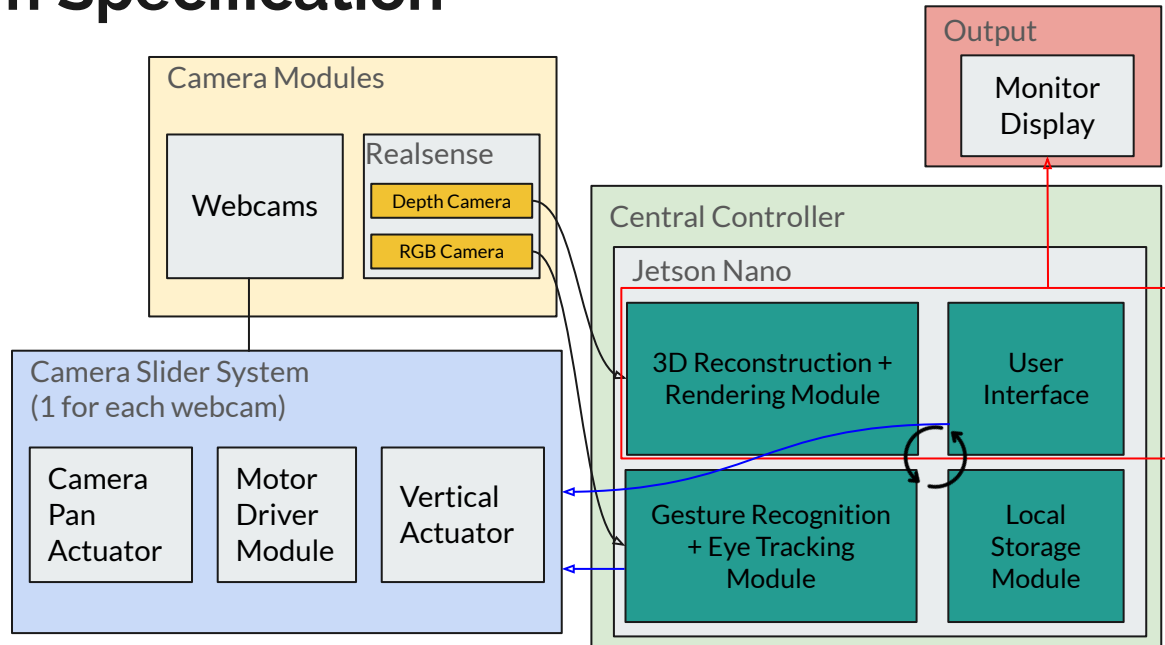 n Specification
Output
Monitor
Display
Camera Modules
Webcams
Realsense
Depth Camera
RGB Camera
Central Controller
Jetson Nano
3D Reconstruction +
Rendering Module
User
Interface
Camera Slider System
(1 for each webcam)
Camera
Pan
Actuator
Motor
Driver
Module
Vertical
Actuator
Gesture Recognition
+ Eye Tracking
Module
Local
Storage
Module